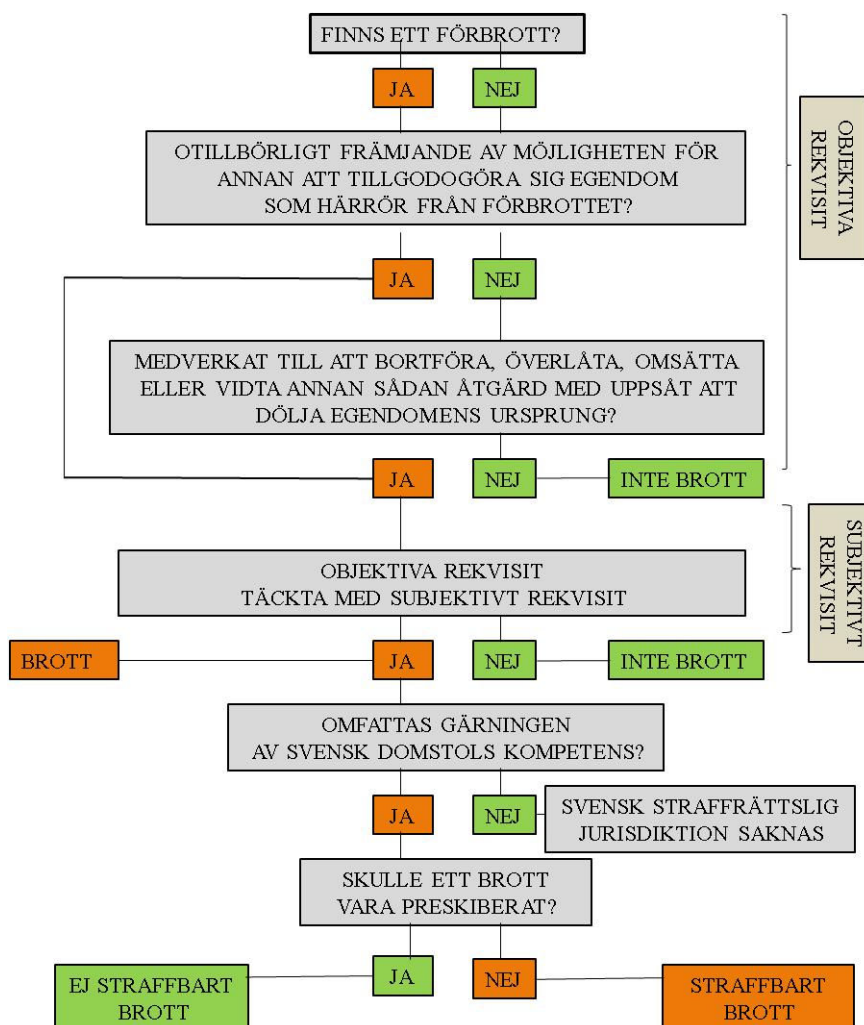 FINNS ETT FÖRBROTT?
JA
NEJ
OTILLBÖRLIGT FRÄMJANDE AV MÖJLIGHETEN FÖR
ANNAN ATT TILLGODOGÖRA SIG EGENDOM
SOM HÄRRÖR FRÅN FÖRBROTTET?
OBJEKTIVA
REKVISIT
JA
NEJ
MEDVERKAT TILL ATT BORTFÖRA, ÖVERLÅTA, OMSÄTTA
ELLER VIDTA ANNAN SÅDAN ÅTGÄRD MED UPPSÅT ATT
DÖLJA EGENDOMENS URSPRUNG?
JA
NEJ
INTE BROTT
OBJEKTIVA REKVISIT
TÄCKTA MED SUBJEKTIVT REKVISIT
SUBJEKTIVT
REKVISIT
BROTT
JA
NEJ
INTE BROTT
OMFATTAS GÄRNINGEN
AV SVENSK DOMSTOLS KOMPETENS?
JA
NEJ
SVENSK STRAFFRÄTTSLIG
JURISDIKTION SAKNAS
SKULLE ETT BROTT
VARA PRESKIBERAT?
EJ STRAFFBART
BROTT
JA
NEJ
STRAFFBART
BROTT